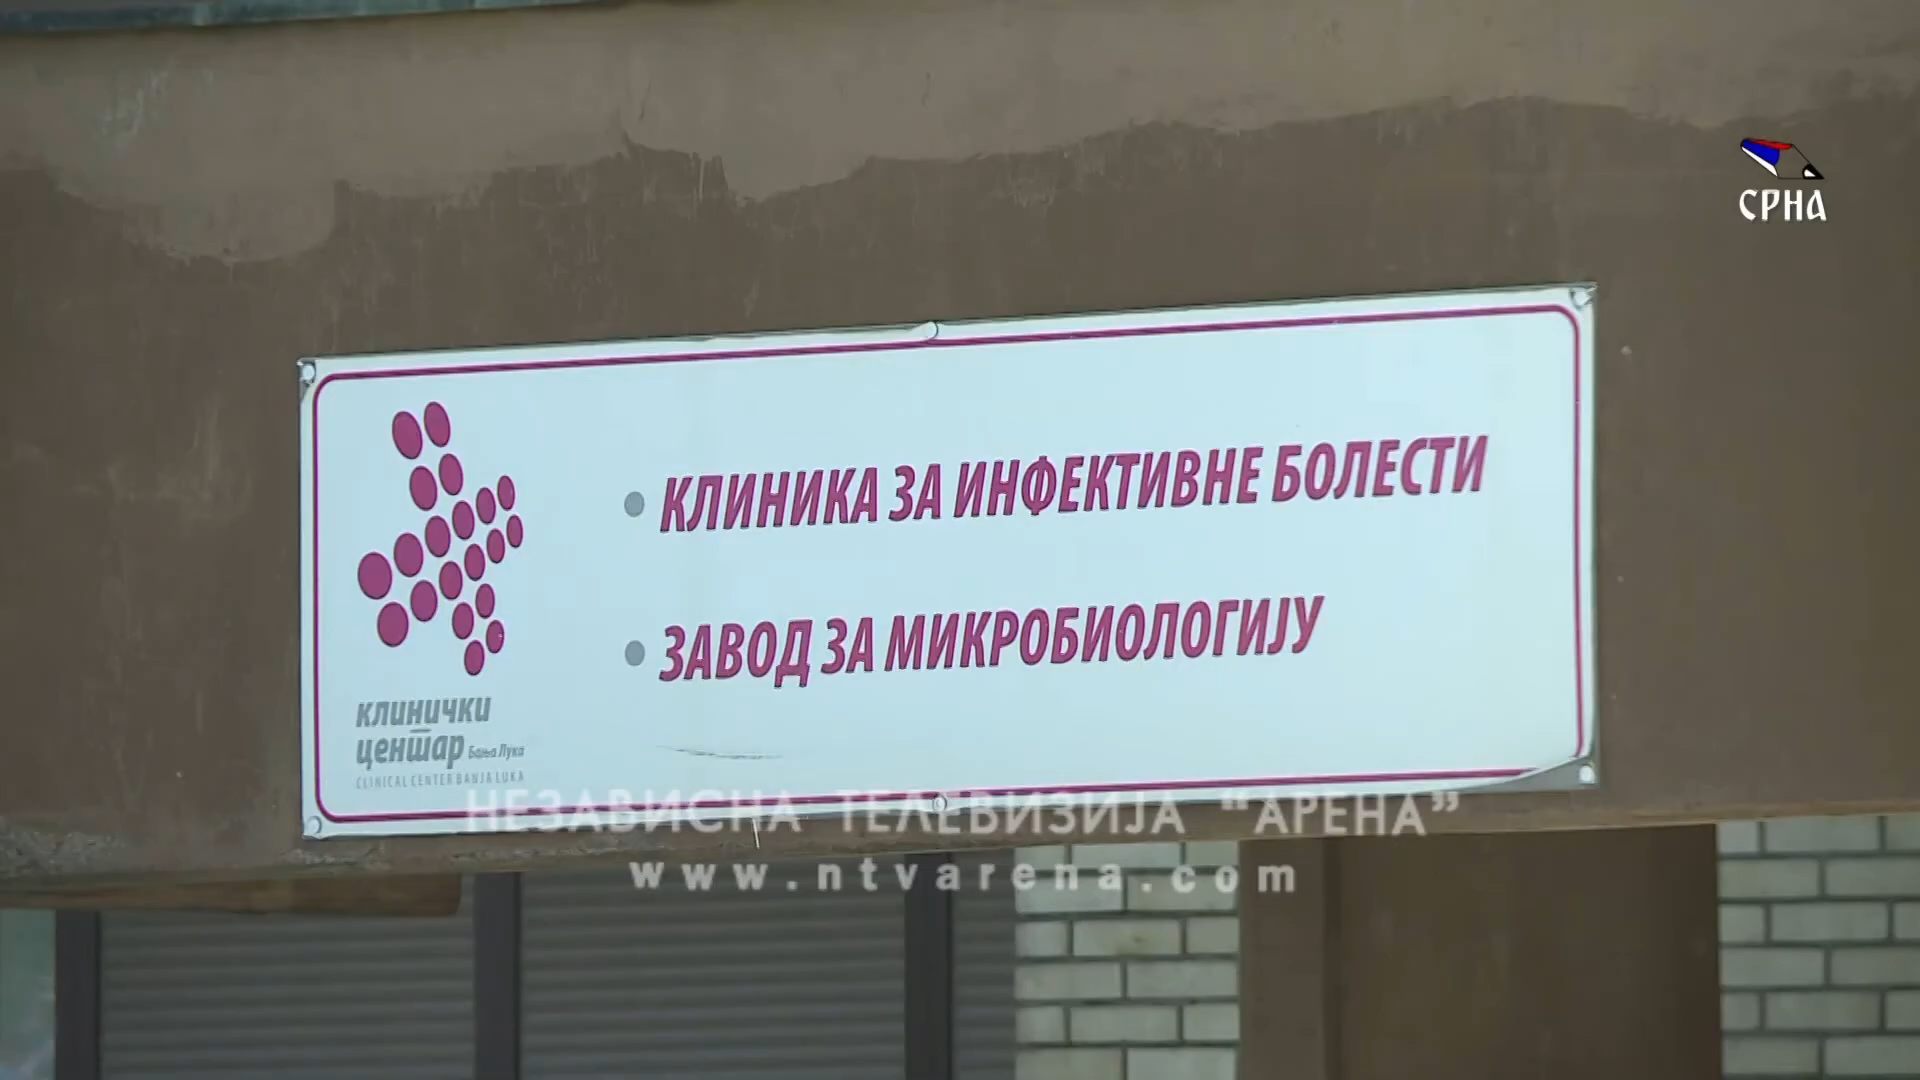 СРНА
• КЛИНИКА ЗА ИНФЕКТИВНЕ БОЛЕСТИ
• ЗАВОД ЗА МИКРОБИОЛОГИЈУ
клинички
центар Бања Лука
CLINICAL CENTER BANJA LUKA
НЕЗАВИСНА ТЕЛЕВИЗИЈА “АРЕНА”
www.ntvarena.com